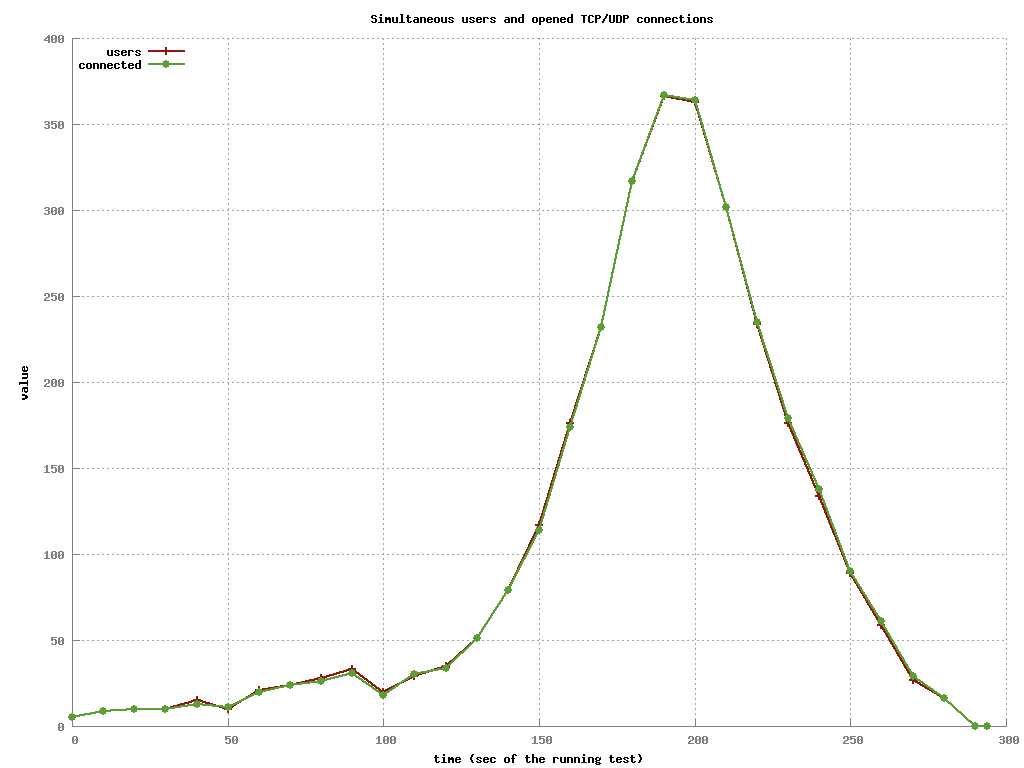 Simultaneous users and opened TCP/UDP connections
400
users
connected
350
300
250
200
150
100
50
0
value
0 50 100 150 200 250 300
time (sec of the running test)